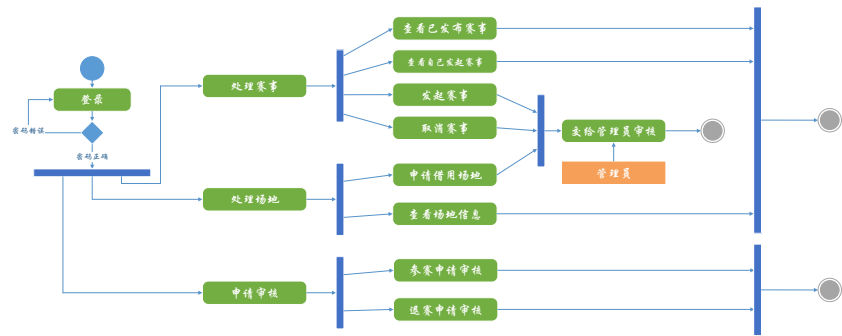 查看已发布赛事
查看自己发起赛事
处理赛事
登录
发起赛事
密码错误
取消赛事
交给管理员审核
密码正确
申请借用场地
管理员
处理场地
查看场地信息
参赛申请审核
申请审核
退赛申请审核